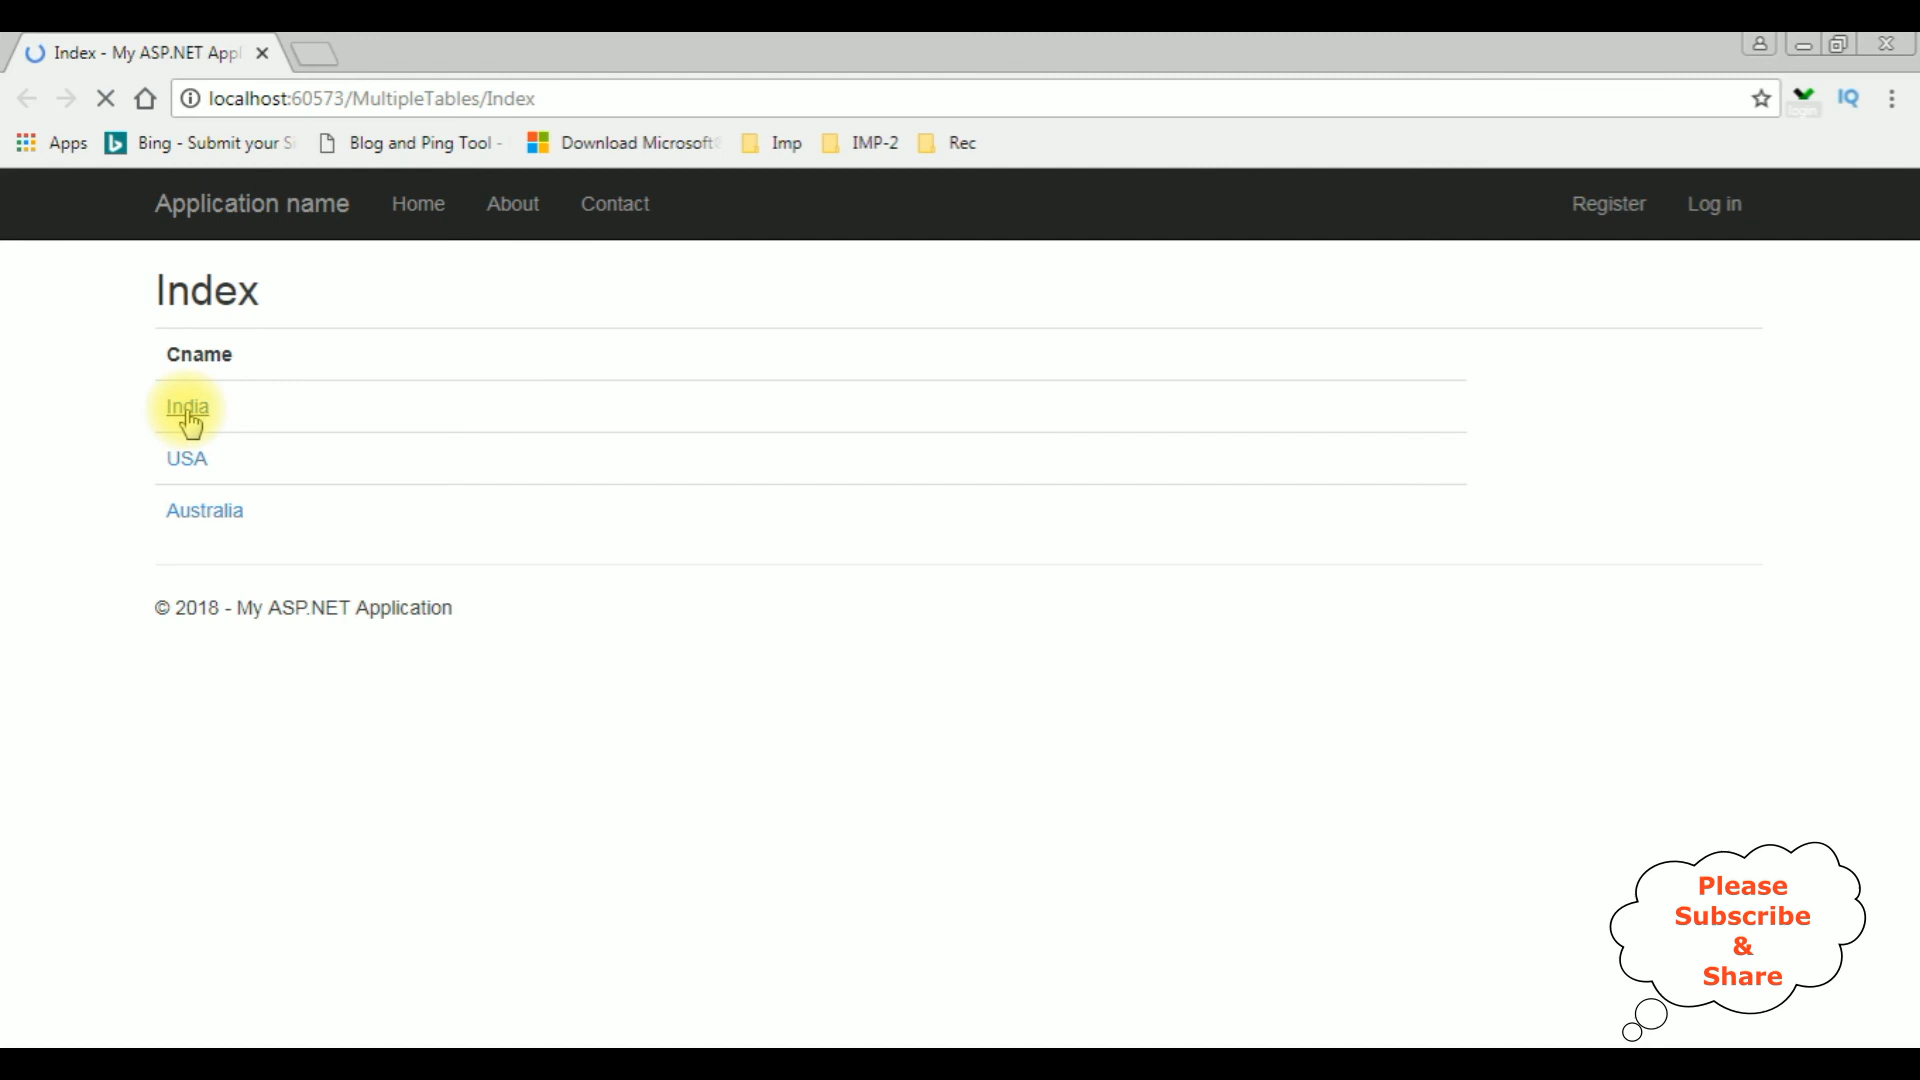 Index - My ASP.NET Appl
localhost:60573/MultipleTables/Index
IQ
Apps
Bing - Submit your S
Blog and Ping Tool -
Download Microsoft
Imp
IMP-2
Rec
Application name
Home
About
Contact
Register
Log in
Index
Cname
India
USA
Australia
© 2018 - My ASP.NET Application
Please
Subscribe
&
Share